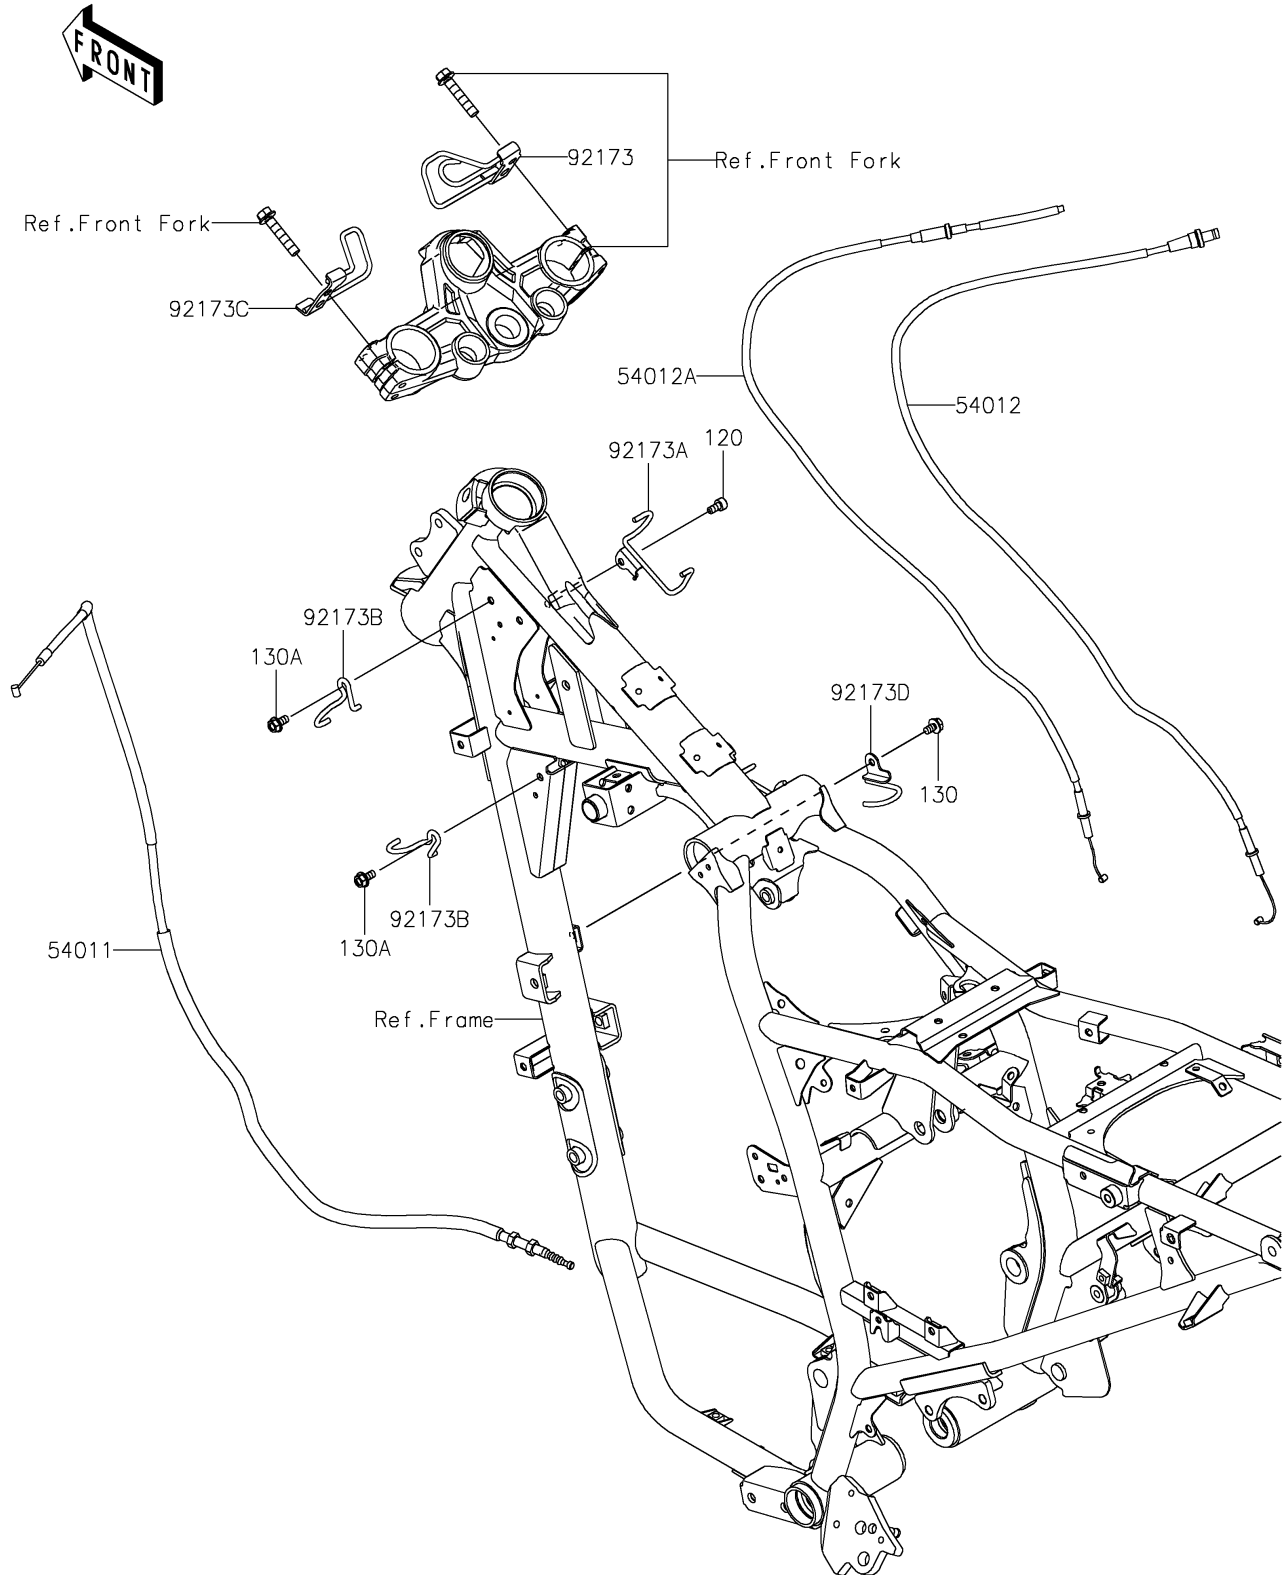 FRONT
92173
Ref.Front Fork
Ref.Front Fork
92173C
54012A
54012
92173A
120
92173B
130A
92173D
130
92173B
130A
54011
Ref.Frame